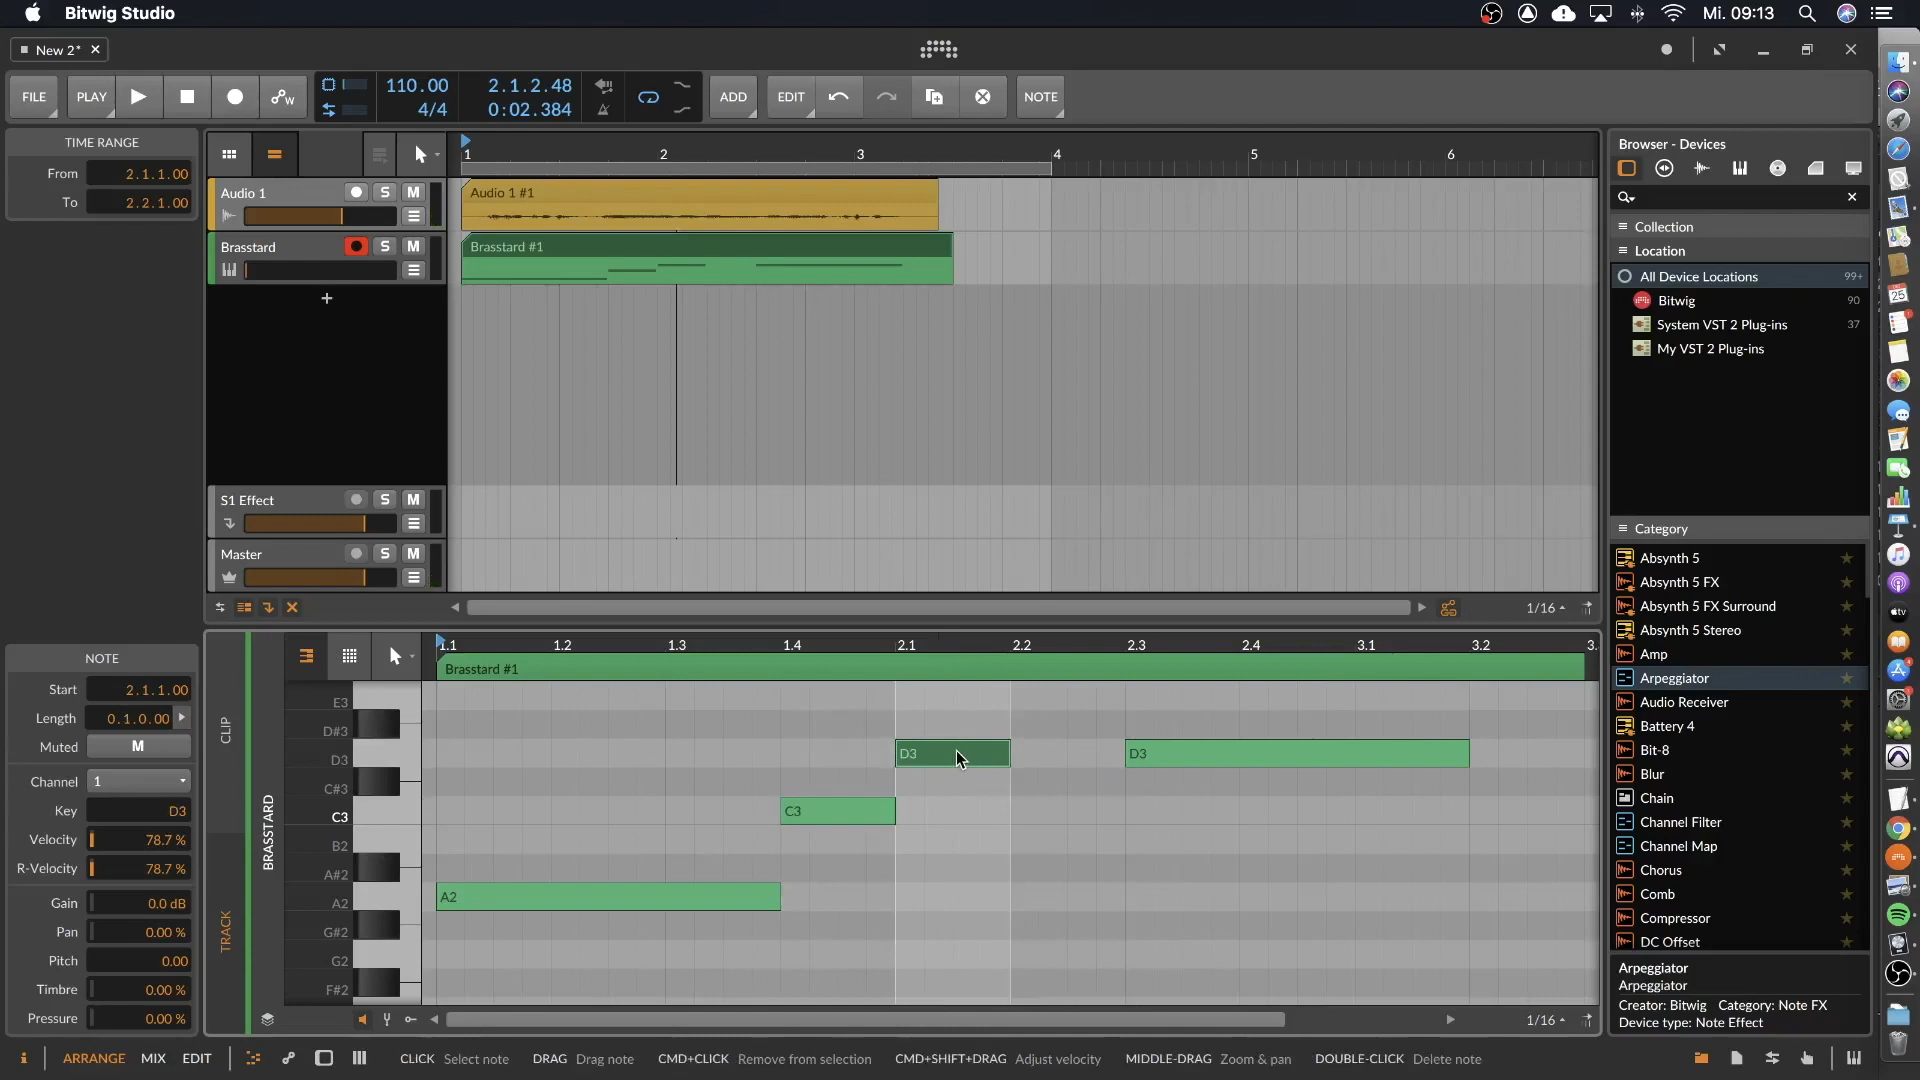 Bitwig Studio
Mi. 09:13
New 2*
FILE
PLAY
110.00
4/4
2.1.2.48
0:02.384
ADD
EDIT
NOTE
TIME RANGE
From 2.1.1.00
To 2.2.1.00
1 2 3 4 5 6
Audio 1 S M
Audio 1 #1
Brasstard S M
Brasstard #1
S1 Effect S M
Master S M
1/16
Browser - Devices
Collection
Location
All Device Locations 99+
Bitwig 90
System VST 2 Plug-ins 37
My VST 2 Plug-ins
Category
Absynth 5
Absynth 5 FX
Absynth 5 FX Surround
Absynth 5 Stereo
Amp
Arpeggiator
Audio Receiver
Battery 4
Bit-8
Blur
Chain
Channel Filter
Channel Map
Chorus
Comb
Compressor
DC Offset
Arpeggiator
Arpeggiator
Creator: Bitwig Category: Note FX
Device type: Note Effect
NOTE
Start 2.1.1.00
Length 0.1.0.00
Muted M
Channel 1
Key D3
Velocity 78.7 %
R-Velocity 78.7 %
Gain 0.0 dB
Pan 0.00 %
Pitch 0.00
Timbre 0.00 %
Pressure 0.00 %
CLIP
TRACK
BRASSTARD
1.1 1.2 1.3 1.4 2.1 2.2 2.3 2.4 3.1 3.2 3.
Brasstard #1
E3
D#3
D3
C#3
C3
B2
A#2
A2
G#2
G2
F#2
D3
D3
C3
A2
1/16
ARRANGE MIX EDIT
CLICK Select note DRAG Drag note CMD+CLICK Remove from selection CMD+SHIFT+DRAG Adjust velocity MIDDLE-DRAG Zoom & pan DOUBLE-CLICK Delete note